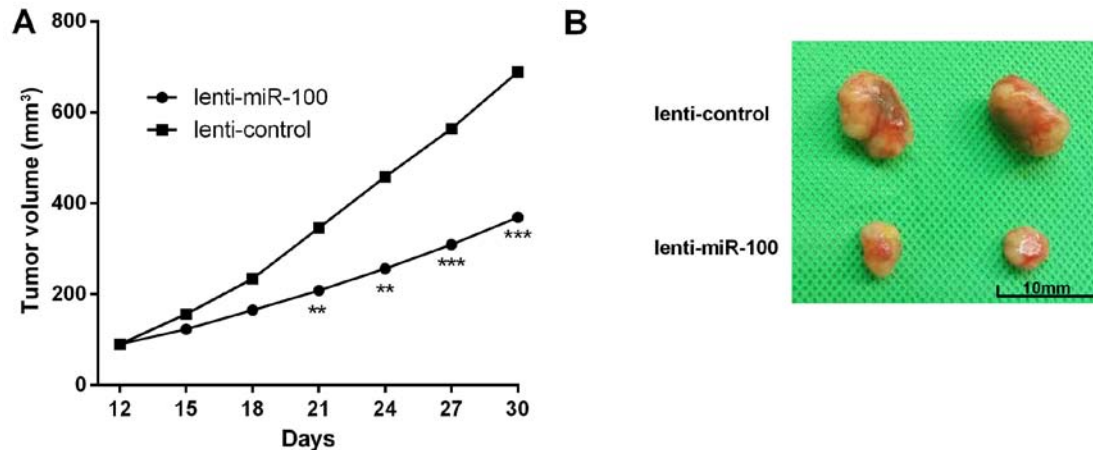 A
Tumor volume (mm³)
800
600
400
200
0
lenti-miR-100
lenti-control
**
**
***
***
12 15 18 21 24 27 30
Days
B
lenti-control
lenti-miR-100
10mm